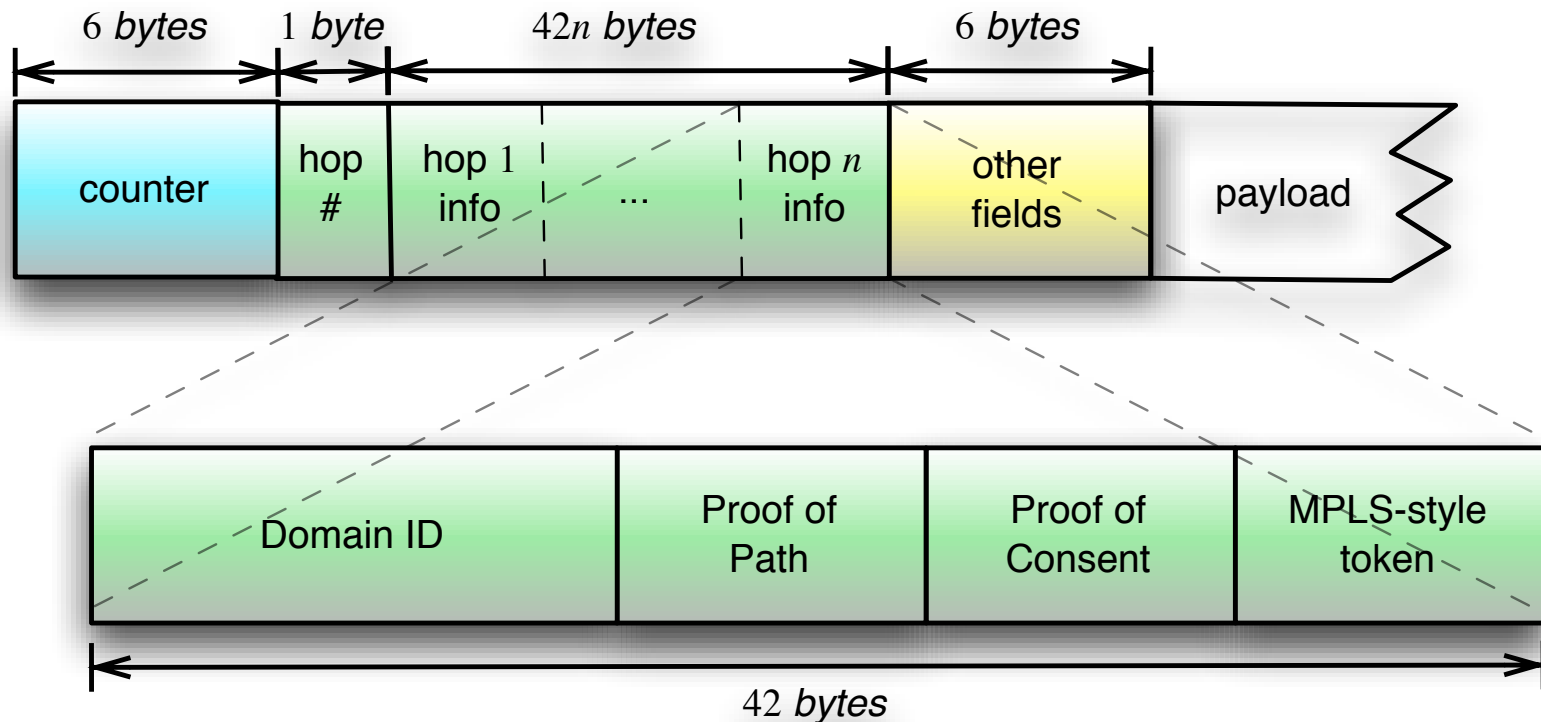 6 bytes
1 byte
42n bytes
6 bytes
counter
hop
#
hop 1
info
...
hop n
info
other
fields
payload
Domain ID
Proof of
Path
Proof of
Consent
MPLS-style
token
42 bytes